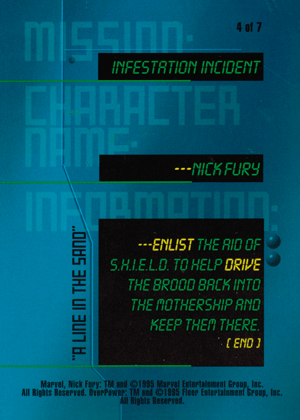 4 of 7
MISSION:
INFESTATION INCIDENT
CHARACTER
NAME:
---NICK FURY
INFORMATION:
"A LINE IN THE SAND"
---ENLIST THE AID OF
S.H.I.E.L.D. TO HELP DRIVE
THE BROOD BACK INTO
THE MOTHERSHIP AND
KEEP THEM THERE.
( END )
Marvel, Nick Fury: TM and ©1995 Marvel Entertainment Group, Inc.
All Rights Reserved. OverPower: TM and ©1995 Fleer Entertainment Group, Inc.
All Rights Reserved.